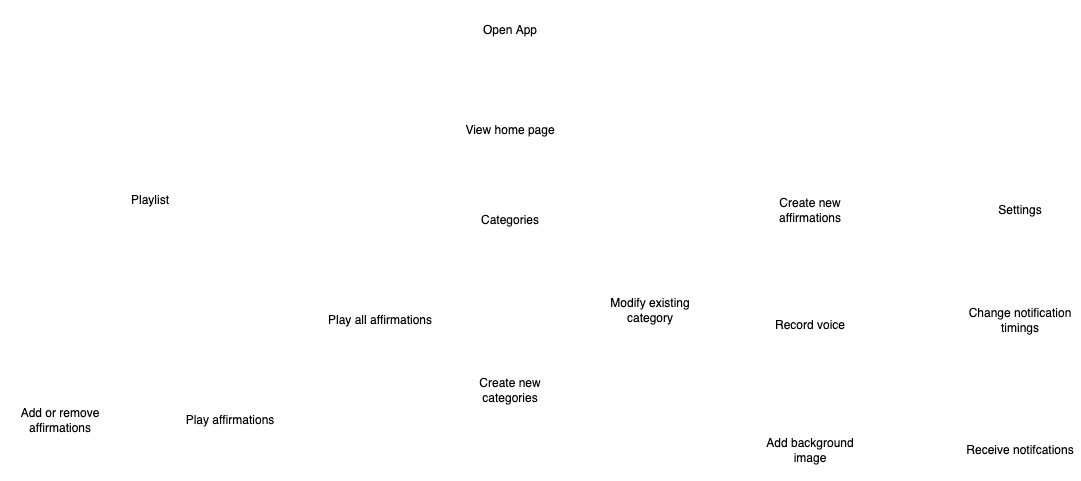 Open App
View home page
Playlist
Categories
Create new
affirmations
Settings
Play all affirmations
Modify existing
category
Record voice
Change notification
timings
Create new
categories
Add or remove
affirmations
Play affirmations
Add background
image
Receive notifcations